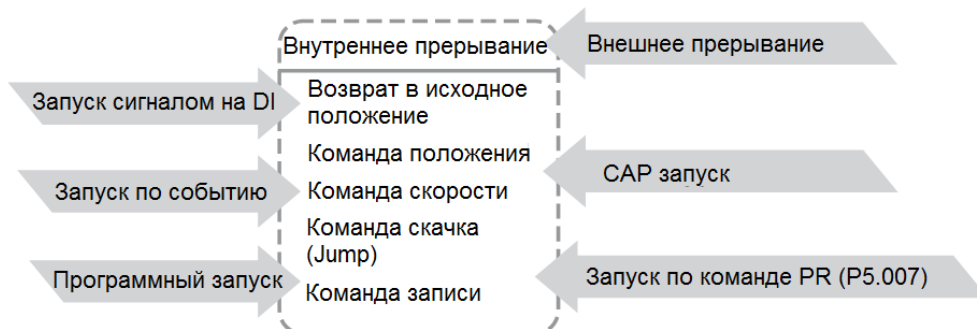 Внутреннее прерывание
Внешнее прерывание
Запуск сигналом на DI
Возврат в исходное
положение
Команда положения
CAP запуск
Запуск по событию
Команда скорости
Команда скачка
(Jump)
Программный запуск
Запуск по команде PR (P5.007)
Команда записи